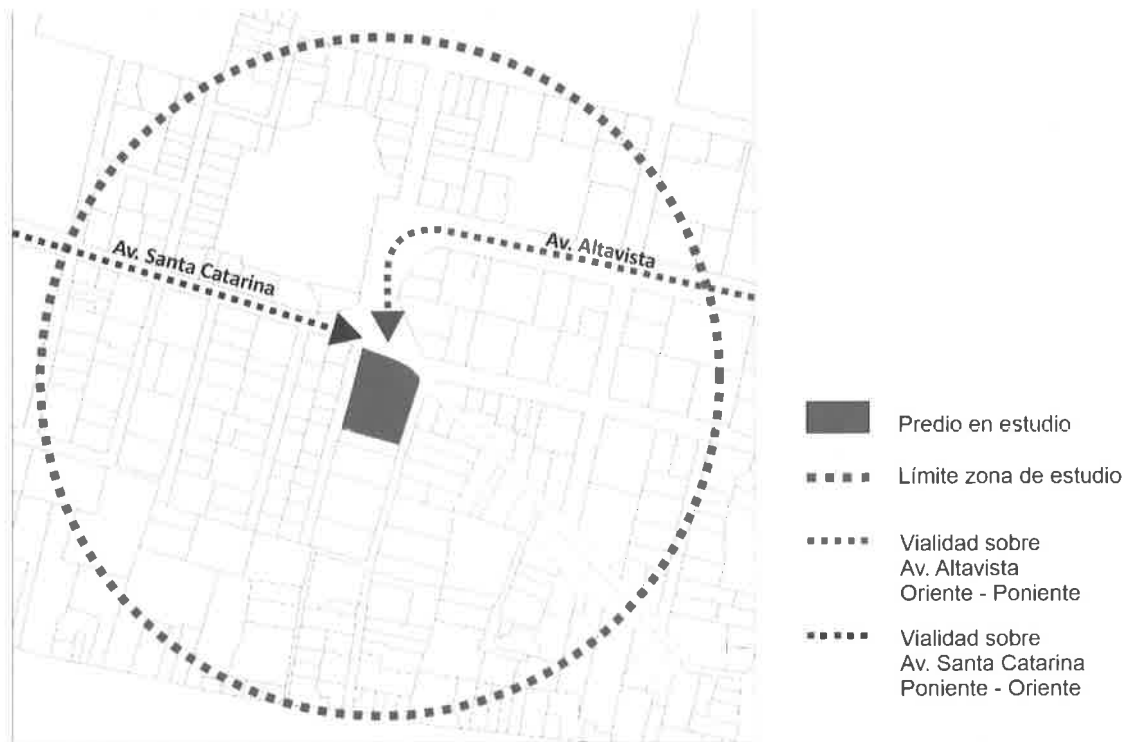 Av. Santa Catarina
Av. Altavista
Predio en estudio
Límite zona de estudio
Vialidad sobre
Av. Altavista
Oriente - Poniente
Vialidad sobre
Av. Santa Catarina
Poniente - Oriente